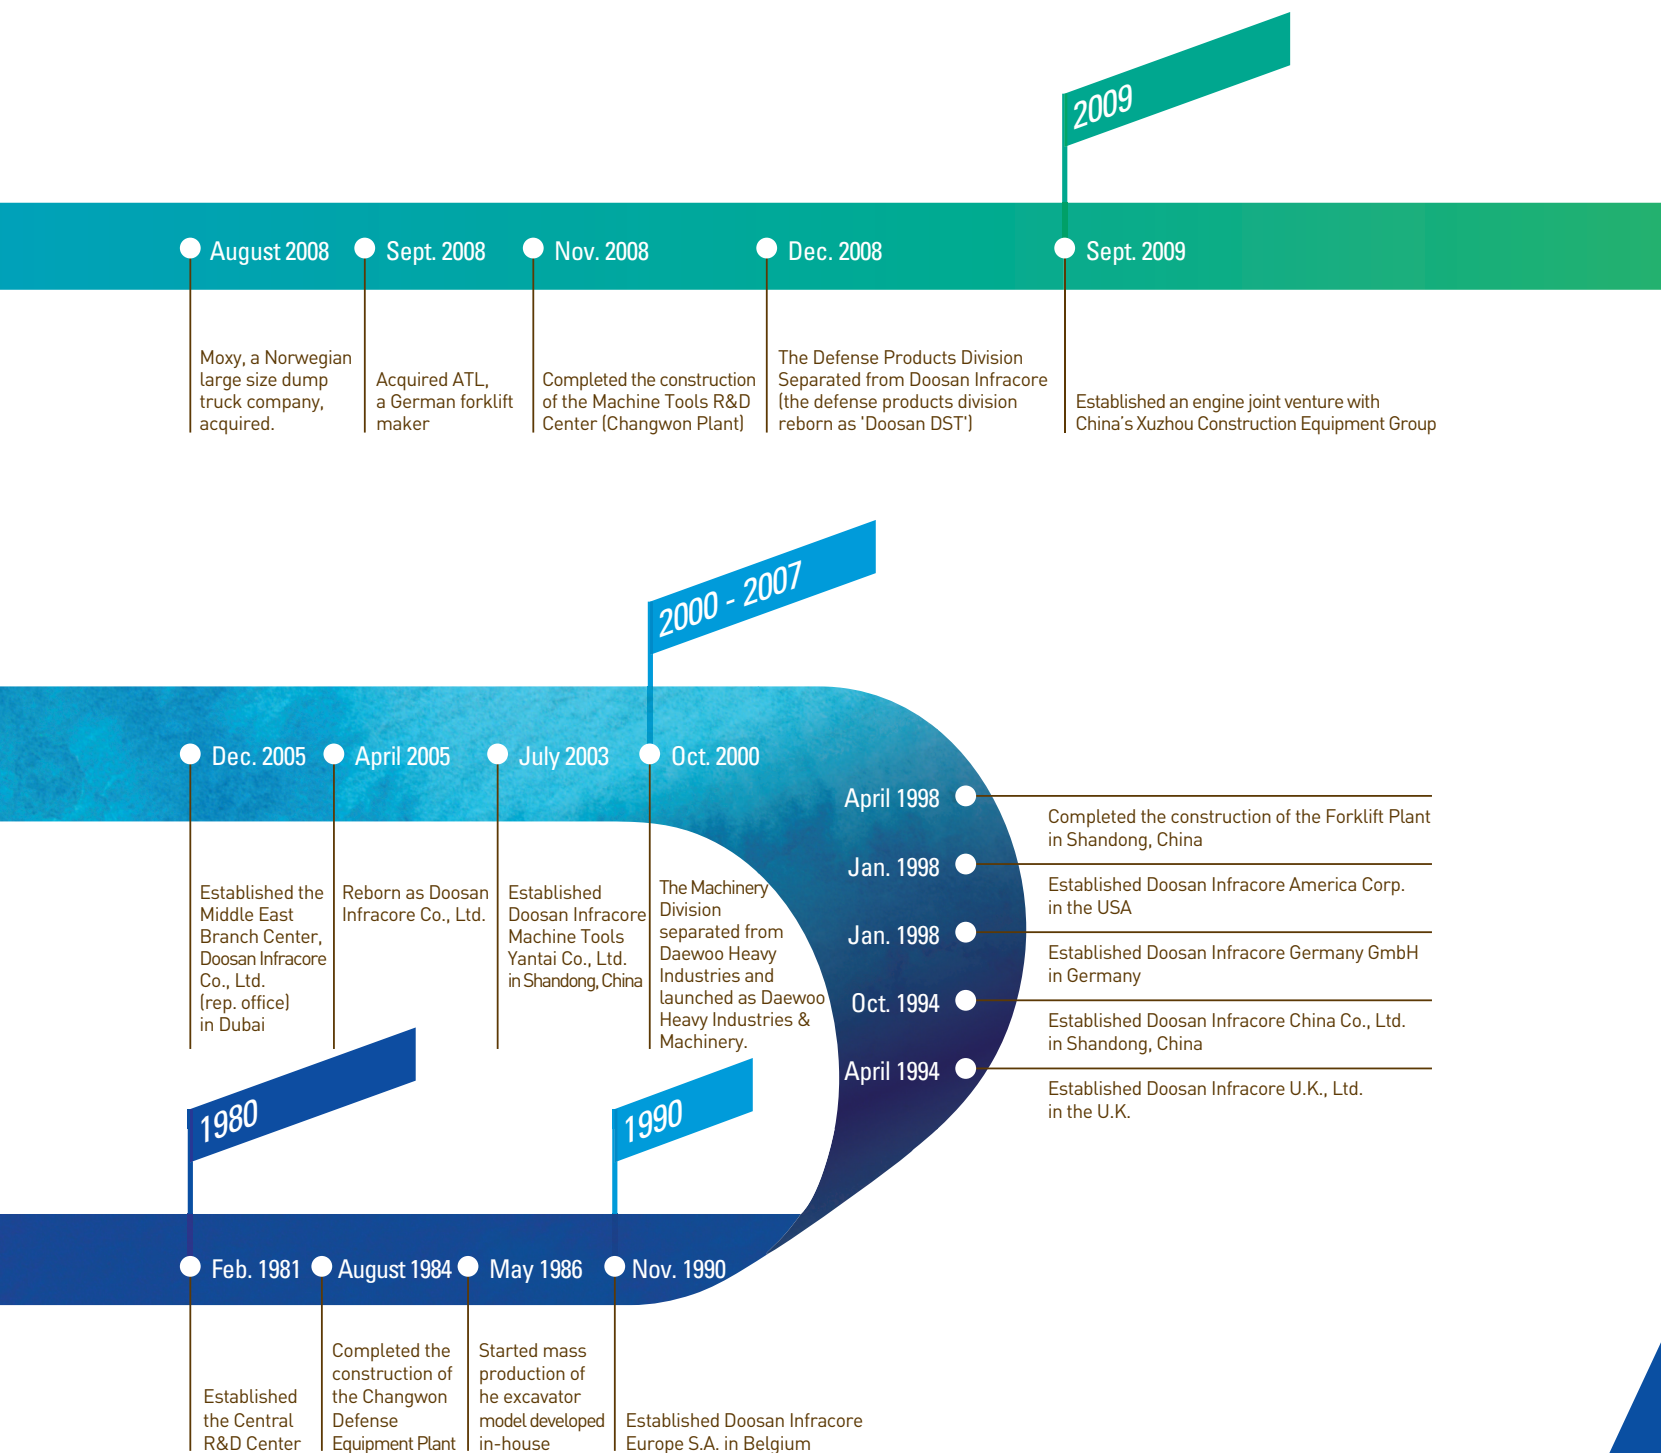 2009
August 2008
Sept. 2008
Nov. 2008
Dec. 2008
Sept. 2009
Moxy, a Norwegian
large size dump
truck company,
acquired.
Acquired ATL,
a German forklift
maker
Completed the construction
of the Machine Tools R&D
Center (Changwon Plant)
The Defense Products Division
Separated from Doosan Infracore
(the defense products division
reborn as 'Doosan DST')
Established an engine joint venture with
China's Xuzhou Construction Equipment Group
2000 - 2007
Dec. 2005
April 2005
July 2003
Oct. 2000
Established the
Middle East
Branch Center,
Doosan Infracore
Co., Ltd.
(rep. office)
in Dubai
Reborn as Doosan
Infracore Co., Ltd.
Established
Doosan Infracore
Machine Tools
Yantai Co., Ltd.
in Shandong, China
The Machinery
Division
separated from
Daewoo Heavy
Industries and
launched as Daewoo
Heavy Industries &
Machinery.
April 1998
Completed the construction of the Forklift Plant
in Shandong, China
Jan. 1998
Established Doosan Infracore America Corp.
in the USA
Jan. 1998
Established Doosan Infracore Germany GmbH
in Germany
Oct. 1994
Established Doosan Infracore China Co., Ltd.
in Shandong, China
April 1994
Established Doosan Infracore U.K., Ltd.
in the U.K.
1980
1990
Feb. 1981
August 1984
May 1986
Nov. 1990
Established
the Central
R&D Center
Completed the
construction of
the Changwon
Defense
Equipment Plant
Started mass
production of
he excavator
model developed
in-house
Established Doosan Infracore
Europe S.A. in Belgium